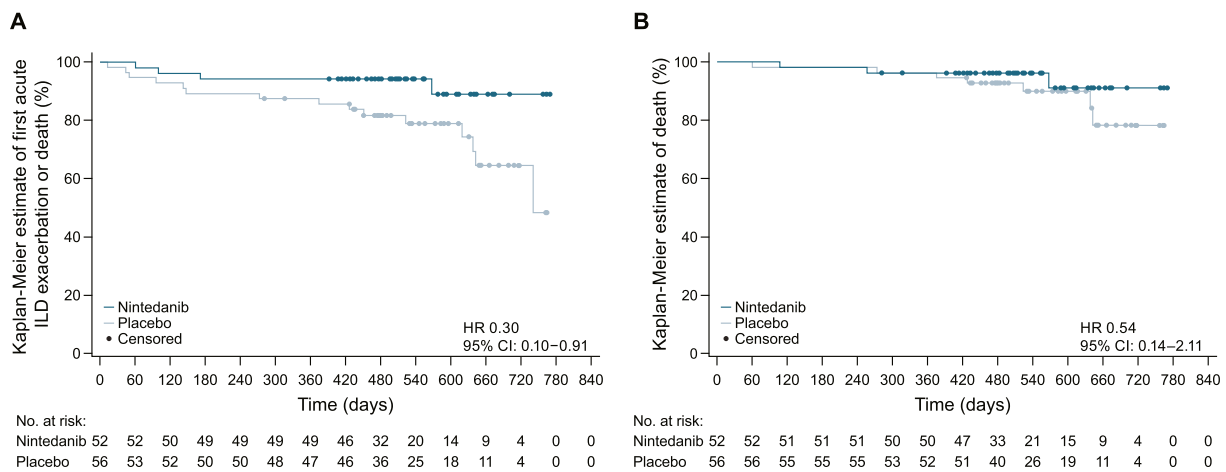 A
Kaplan-Meier estimate of first acute
ILD exacerbation or death (%)
100
80
60
40
20
0
Nintedanib
Placebo
Censored
HR 0.30
95% CI: 0.10–0.91
0 60 120 180 240 300 360 420 480 540 600 660 720 780 840
Time (days)
No. at risk:
Nintedanib 52 52 50 49 49 49 49 46 32 20 14 9 4 0 0
Placebo 56 53 52 50 50 48 47 46 36 25 18 11 4 0 0
B
Kaplan-Meier estimate of death (%)
100
80
60
40
20
0
Nintedanib
Placebo
Censored
HR 0.54
95% CI: 0.14–2.11
0 60 120 180 240 300 360 420 480 540 600 660 720 780 840
Time (days)
No. at risk:
Nintedanib 52 52 51 51 51 50 50 47 33 21 15 9 4 0 0
Placebo 56 56 55 55 55 53 52 51 40 26 19 11 4 0 0